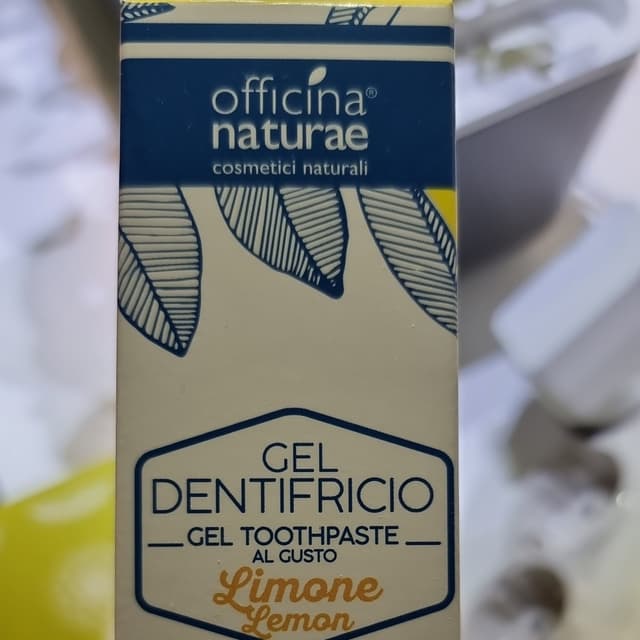 officina®
naturae
cosmetici naturali
GEL
DENTIFRICIO
GEL TOOTHPASTE
AL GUSTO
Limone
Lemon